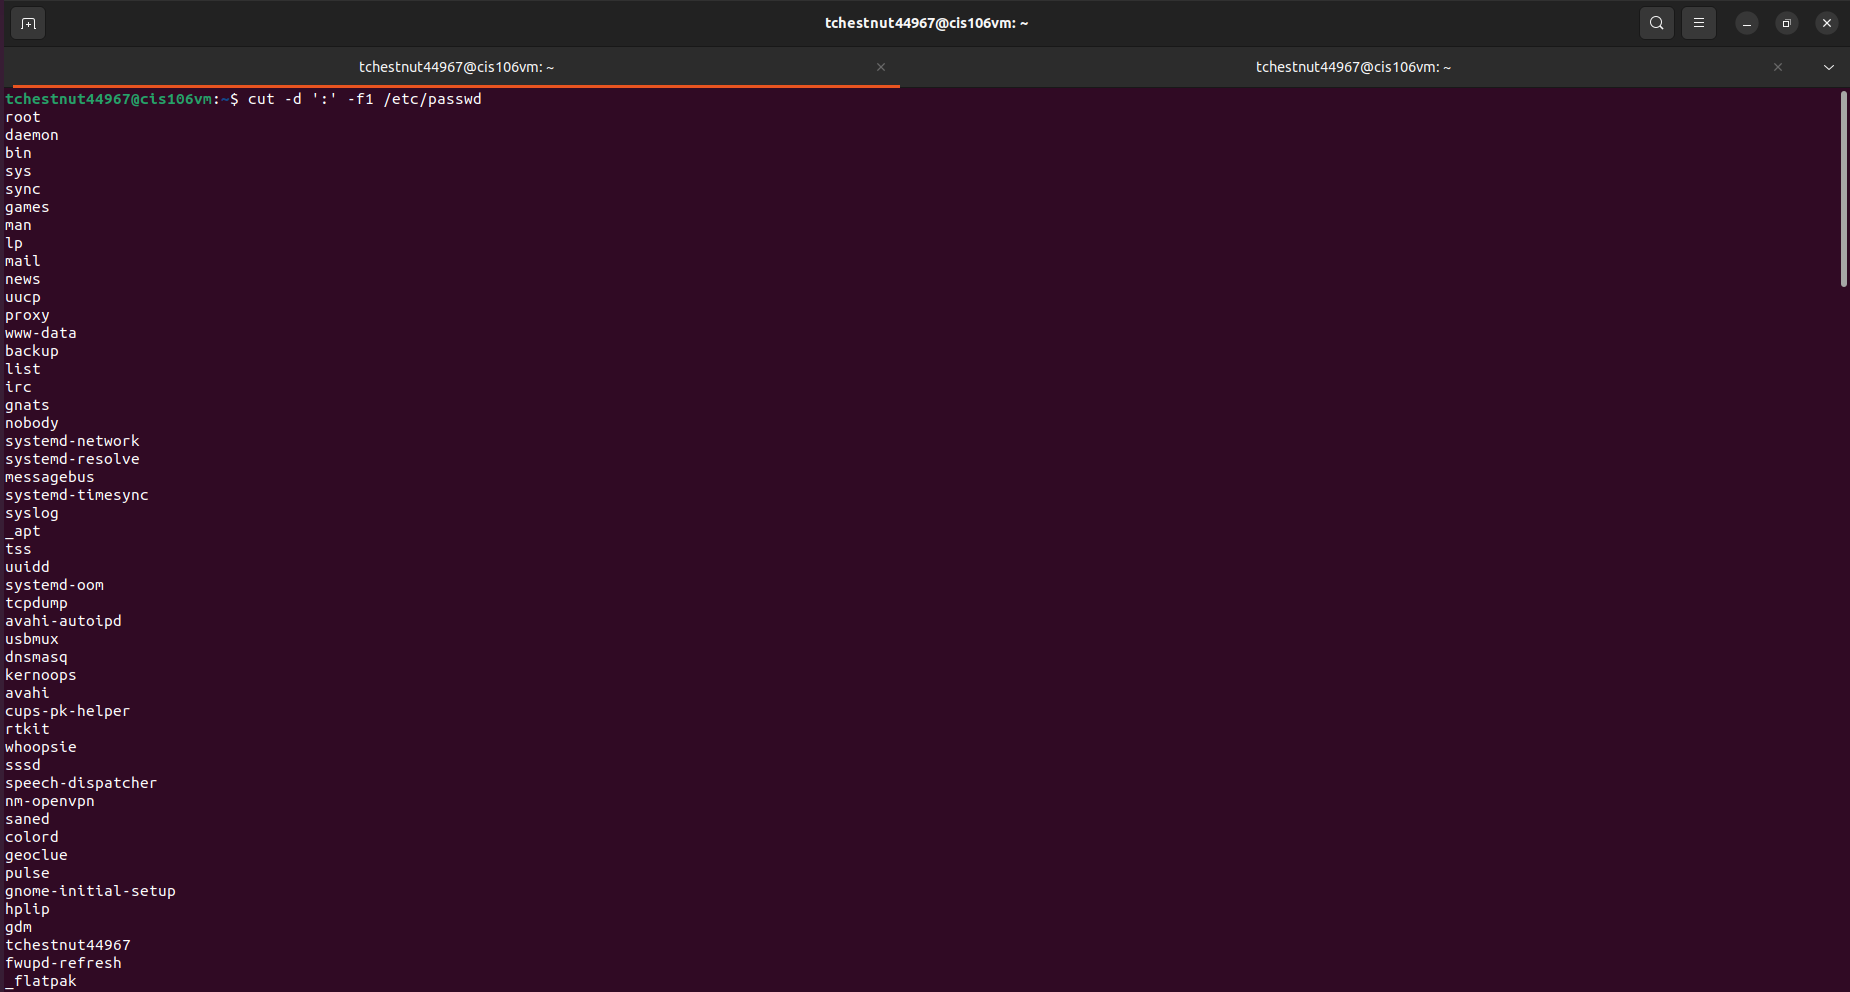 tchestnut44967@cis106vm: ~
tchestnut44967@cis106vm: ~
tchestnut44967@cis106vm: ~
tchestnut44967@cis106vm:~$ cut -d ':' -f1 /etc/passwd
root
daemon
bin
sys
sync
games
man
lp
mail
news
uucp
proxy
www-data
backup
list
irc
gnats
nobody
systemd-network
systemd-resolve
messagebus
systemd-timesync
syslog
_apt
tss
uuidd
systemd-oom
tcpdump
avahi-autoipd
usbmux
dnsmasq
kernoops
avahi
cups-pk-helper
rtkit
whoopsie
sssd
speech-dispatcher
nm-openvpn
saned
colord
geoclue
pulse
gnome-initial-setup
hplip
gdm
tchestnut44967
fwupd-refresh
_flatpak